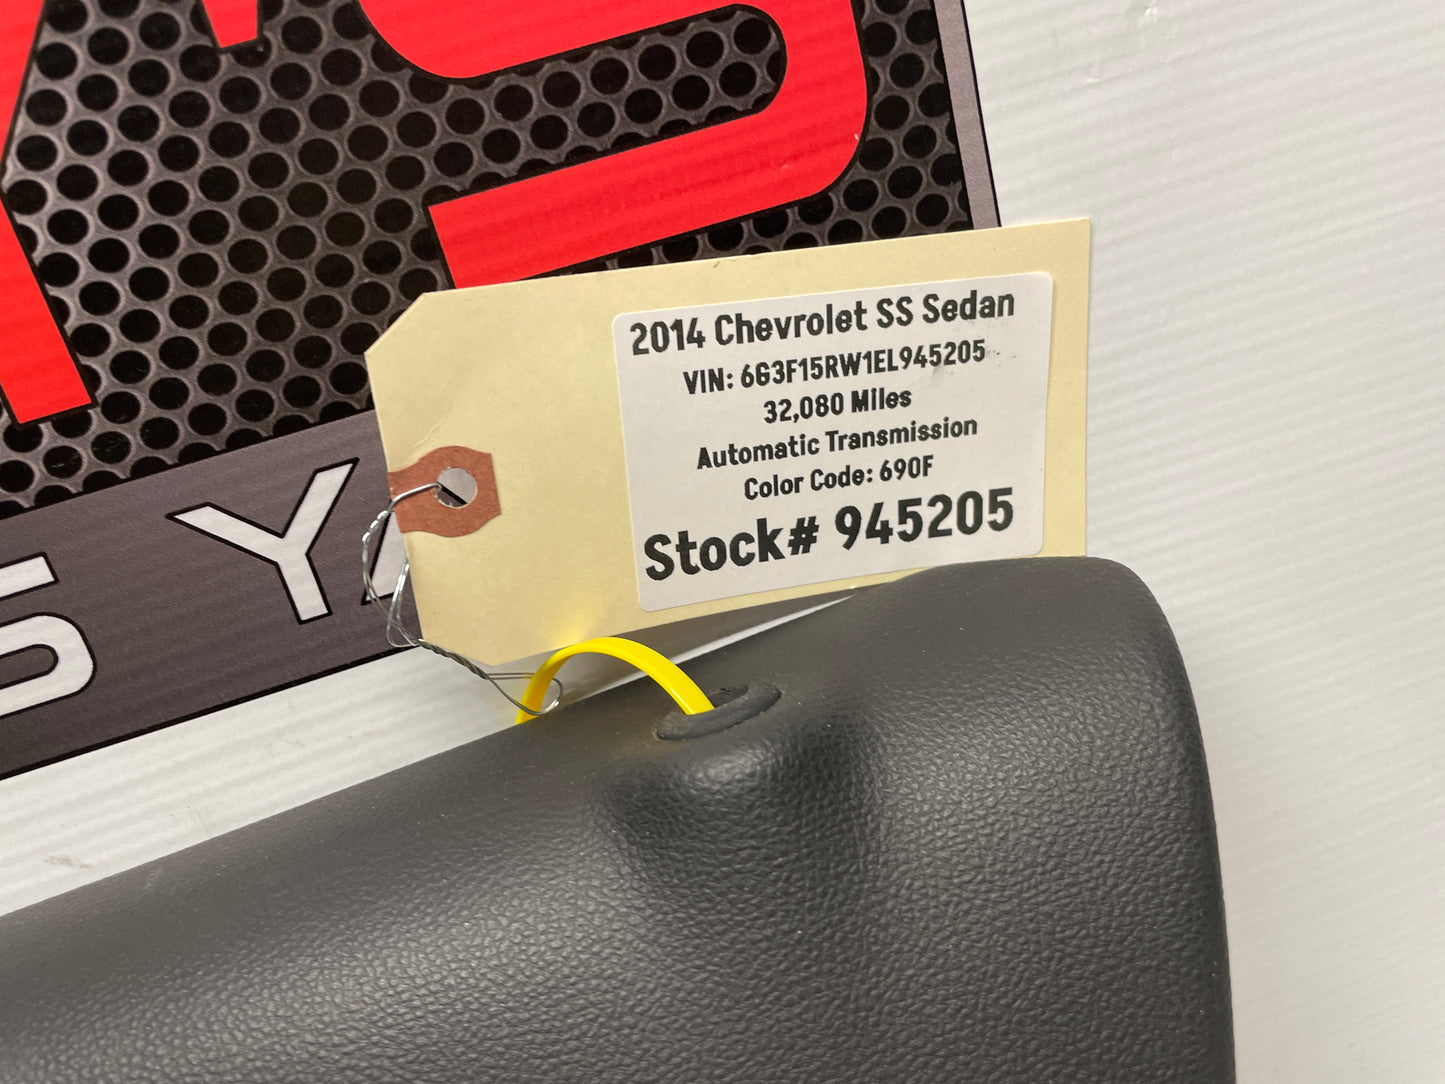 2014 Chevrolet SS Sedan
VIN: 6G3F15RW1EL945205
32,080 Miles
Automatic Transmission
Color Code: 690F
Stock# 945205